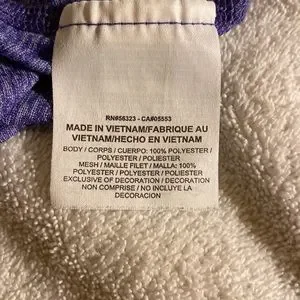 RN#56323 - CA#05553
MADE IN VIETNAM/FABRIQUE AU
VIETNAM/HECHO EN VIETNAM
BODY / CORPS / CUERPO: 100% POLYESTER /
POLYESTER / POLIESTER
MESH / MAILLE FILET / MALLA: 100%
POLYESTER / POLYESTER / POLIESTER
EXCLUSIVE OF DECORATION / DECORATION
NON COMPRISE / NO INCLUYE LA
DECORACION